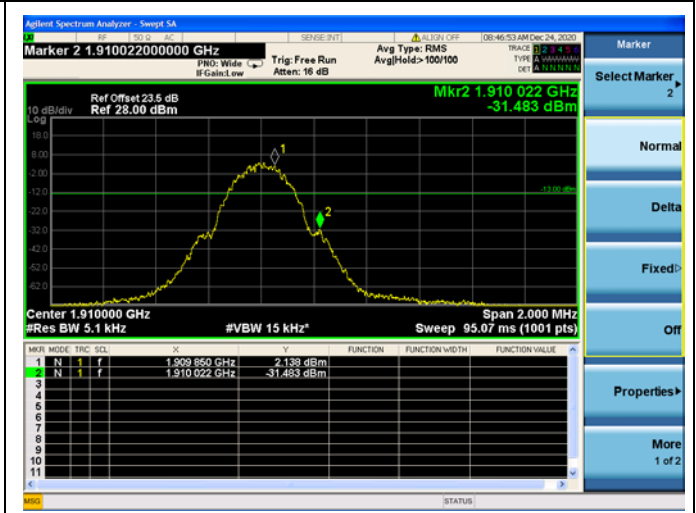 Agilent Spectrum Analyzer - Swept SA
RF 50 Ω AC SENSE:INT ALIGN OFF 08:46:53 AM Dec 24, 2020
Marker 2 1.910022000000 GHz
PNO: Wide
IFGain:Low
Trig: Free Run
Atten: 16 dB
Avg Type: RMS
Avg|Hold:>100/100
TRACE 1 2 3 4 5 6
TYPE A WWWWW
DET A N N N N N
Mkr2 1.910 022 GHz
-31.483 dBm
Ref Offset 23.5 dB
10 dB/div Ref 28.00 dBm
Log
18.0
8.00
-2.00
-12.0
-22.0
-32.0
-42.0
-52.0
-62.0
1
2
-13.00 dBm
Center 1.910000 GHz Span 2.000 MHz
#Res BW 5.1 kHz #VBW 15 kHz* Sweep 95.07 ms (1001 pts)
MKR MODE TRC SCL X Y FUNCTION FUNCTION WIDTH FUNCTION VALUE
1 N 1 f 1.909 850 GHz 2.138 dBm
2 N 1 f 1.910 022 GHz -31.483 dBm
3
4
5
6
7
8
9
10
11
MSG STATUS
Marker
Select Marker
2
Normal
Delta
Fixed
Off
Properties
More
1 of 2